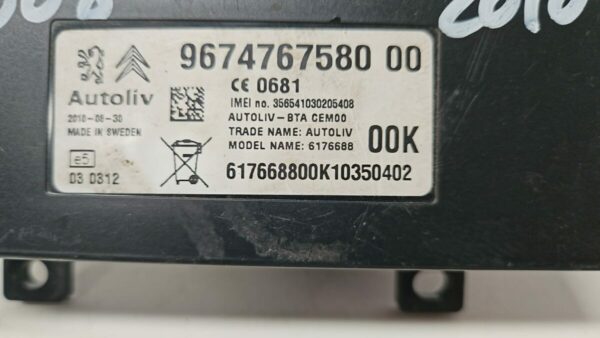 2010
9674767580 00
CE 0681
IMEI no. 356541030205408
Autoliv
AUTOLIV-BTA CEM00
2010-08-30
TRADE NAME: AUTOLIV
00K
MADE IN SWEDEN
MODEL NAME: 6176688
e5
03 0312
617668800K10350402